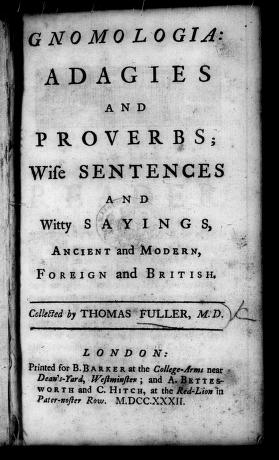 GNOMOLOGIA:
ADAGIES
AND
PROVERBS;
Wiſe SENTENCES
AND
Witty SAYINGS,
ANCIENT and MODERN,
FOREIGN and BRITISH.
Collected by THOMAS FULLER, M.D.
LONDON:
Printed for B. BARKER at the College-Arms near
Dean's-Yard, Weſtminſter; and A. BETTES-
WORTH and C. HITCH, at the Red-Lion in
Pater-noſter Row. M.DCC.XXXII.